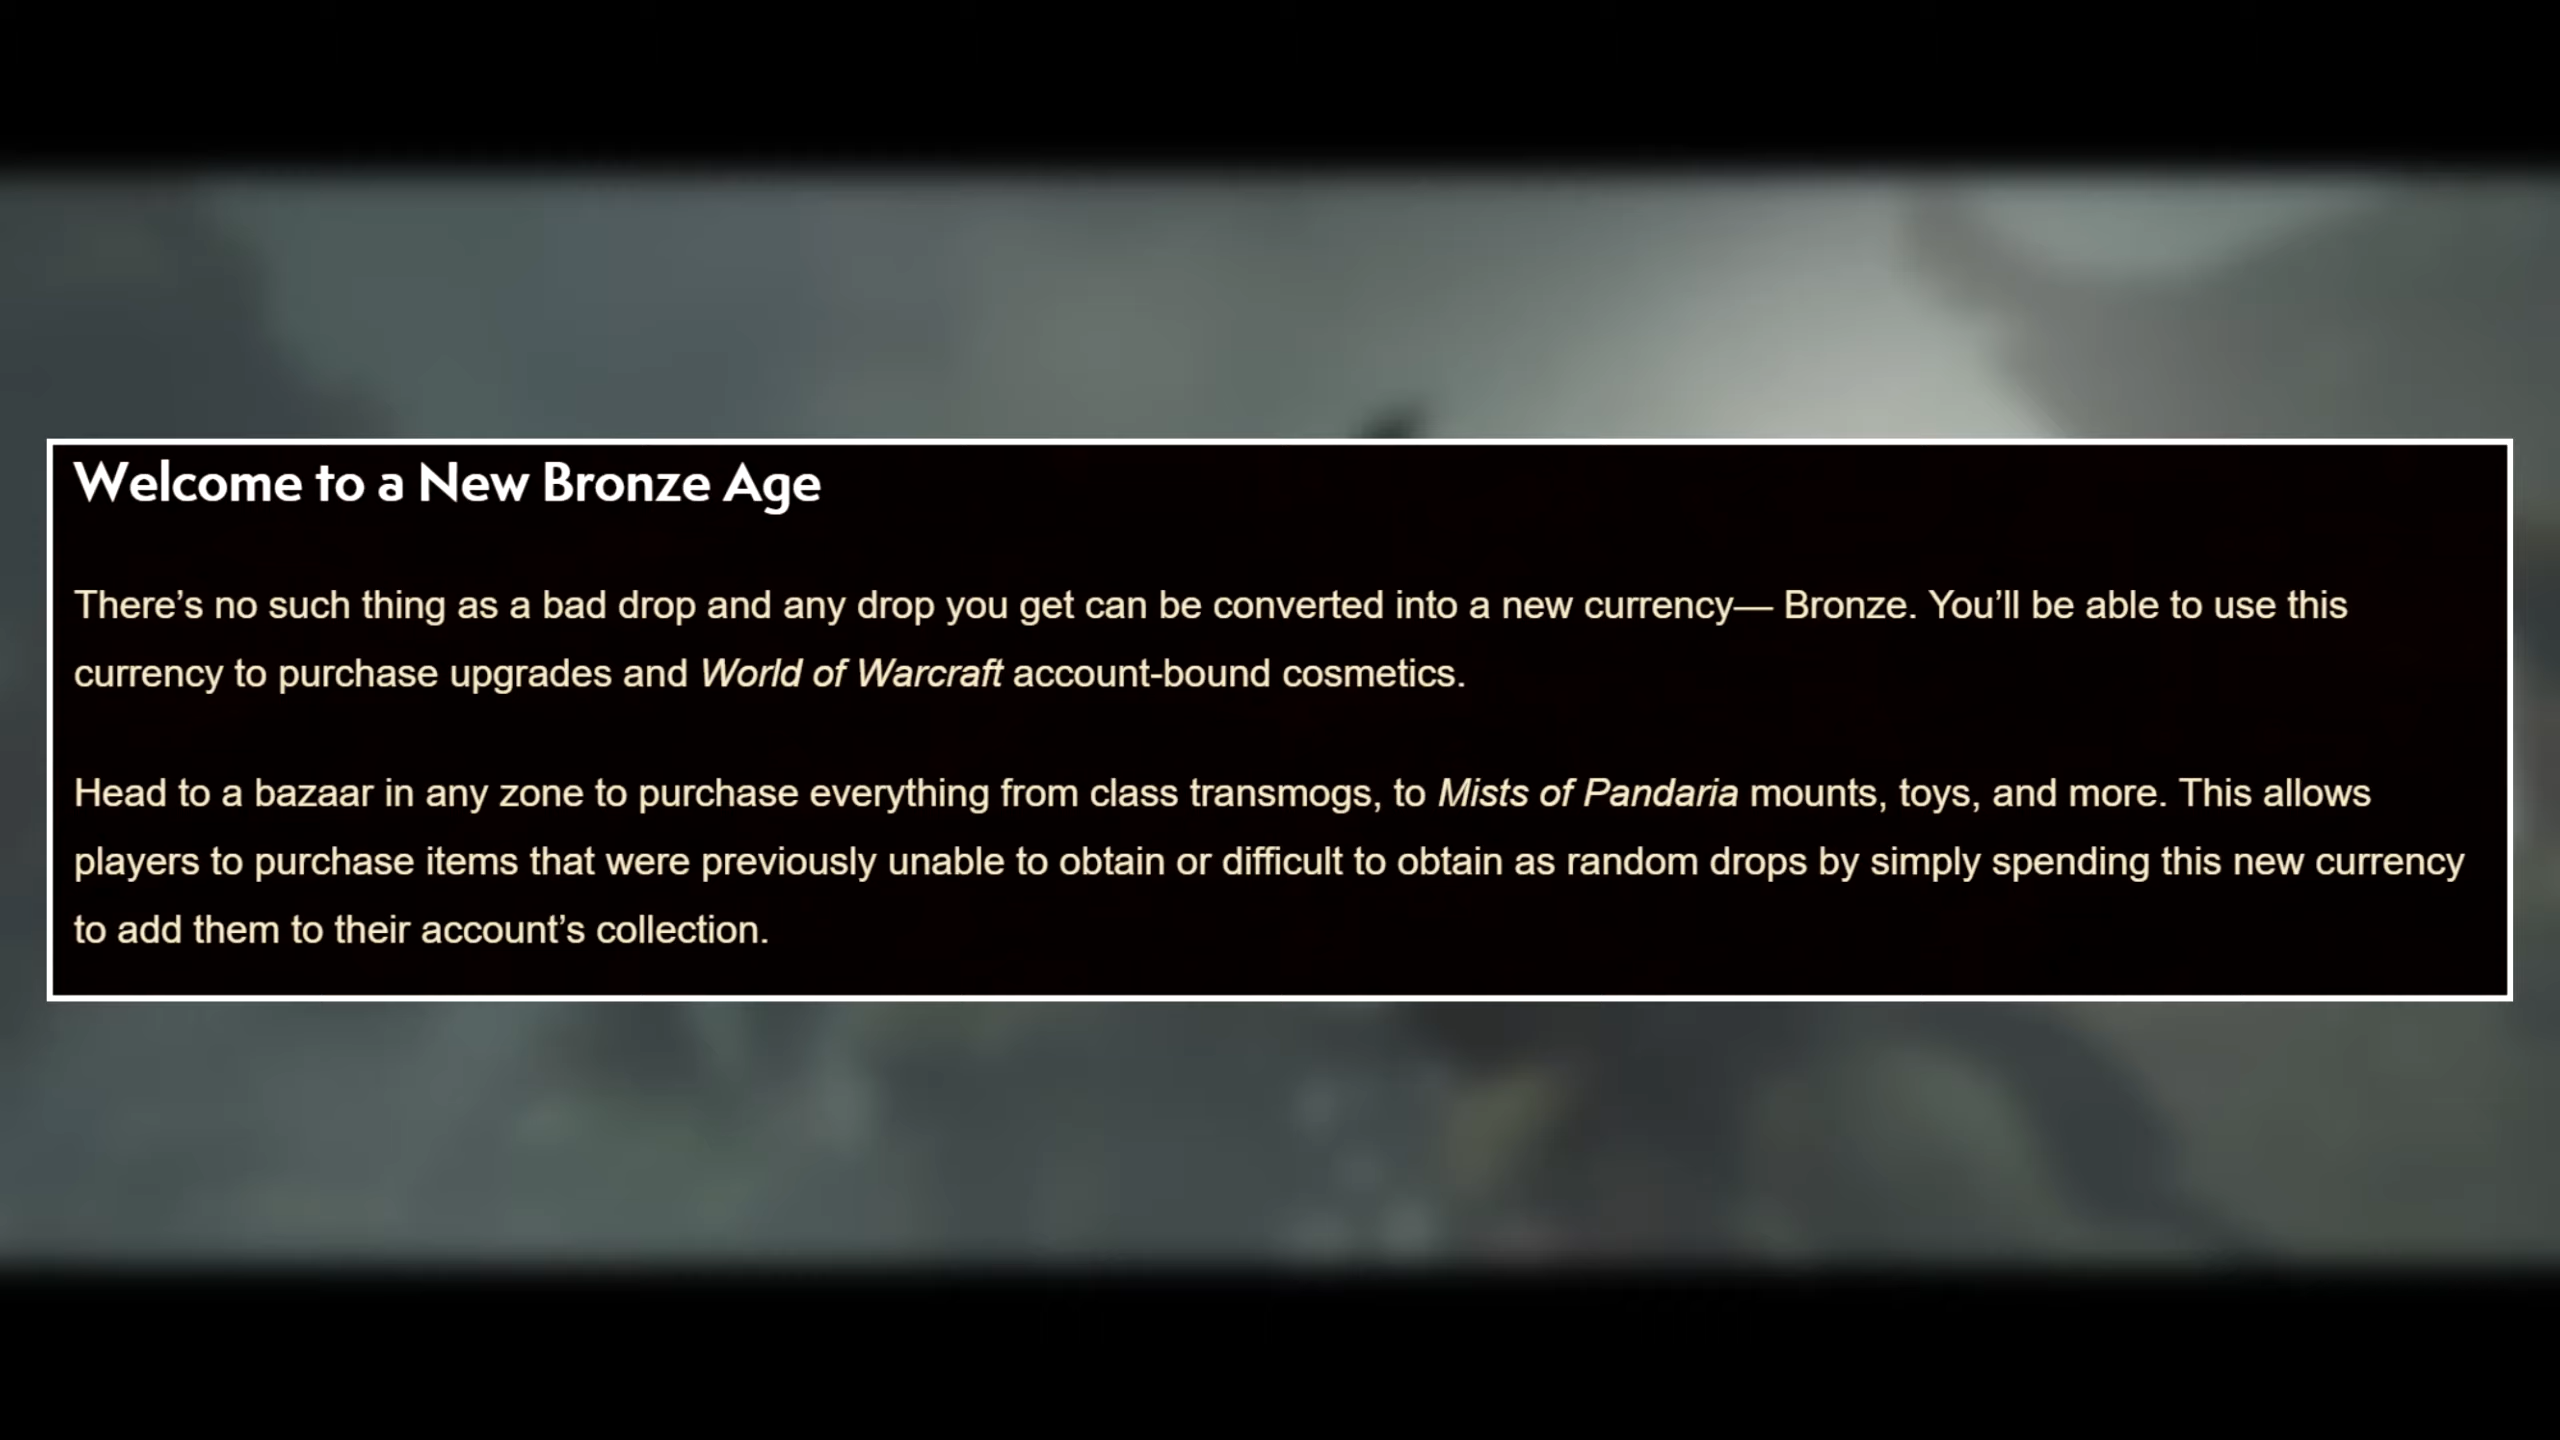 Welcome to a New Bronze Age
There’s no such thing as a bad drop and any drop you get can be converted into a new currency— Bronze. You’ll be able to use this
currency to purchase upgrades and World of Warcraft account-bound cosmetics.
Head to a bazaar in any zone to purchase everything from class transmogs, to Mists of Pandaria mounts, toys, and more. This allows
players to purchase items that were previously unable to obtain or difficult to obtain as random drops by simply spending this new currency
to add them to their account’s collection.